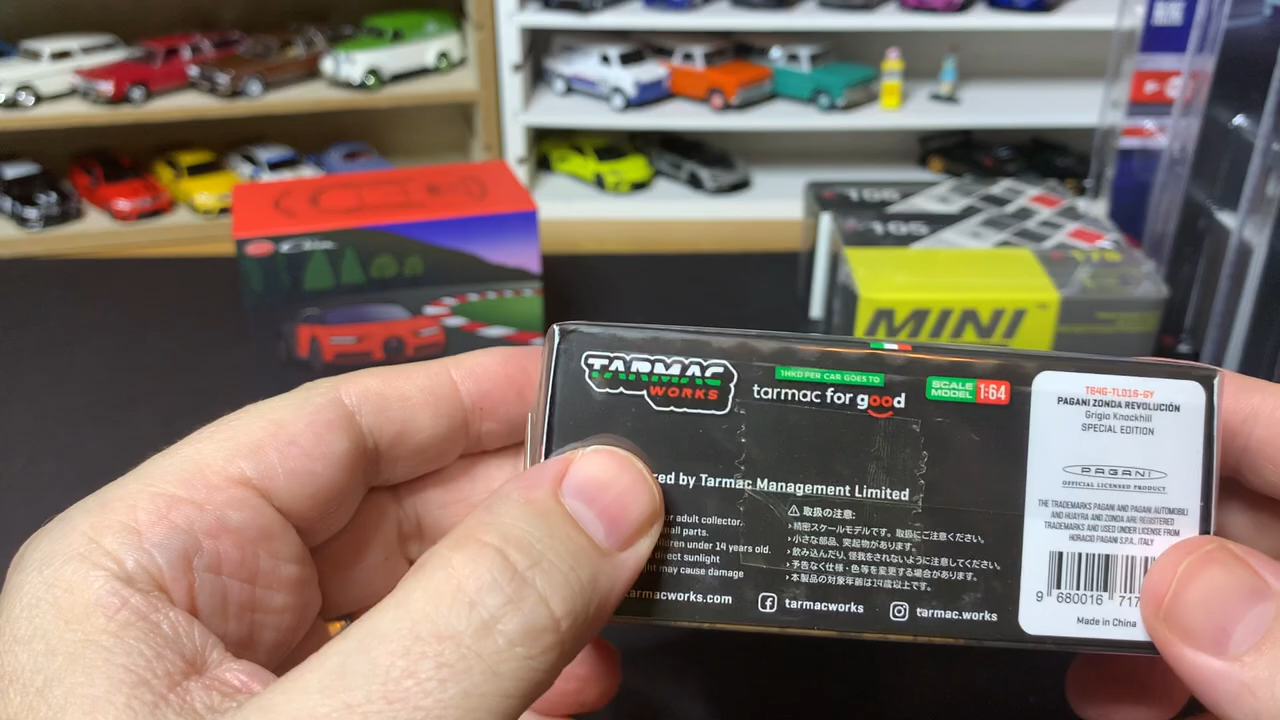 TARMAC
WORKS
1HKD PER CAR GOES TO
tarmac for good
SCALE
MODEL 1:64
red by Tarmac Management Limited
or adult collector.
mall parts.
ildren under 14 years old.
direct sunlight
ht may cause damage
⚠ 取扱の注意:
› 精密スケールモデルです。取扱にご注意ください。
› 小さな部品、突起物があります。
› 飲み込んだり、怪我をされないように注意してください。
› 予告なく仕様・色等を変更する場合があります。
› 本製品の対象年齢は14歳以上です。
tarmacworks.com
tarmacworks
tarmac.works
T64G-TL016-GY
PAGANI ZONDA REVOLUCIÓN
Grigio Knockhill
SPECIAL EDITION
PAGANI
OFFICIAL LICENSED PRODUCT
THE TRADEMARKS PAGANI AND PAGANI AUTOMOBILI
AND HUAYRA AND ZONDA ARE REGISTERED
TRADEMARKS AND USED UNDER LICENSE FROM
HORACIO PAGANI S.P.A., ITALY
9 680016 717
Made in China
MINI